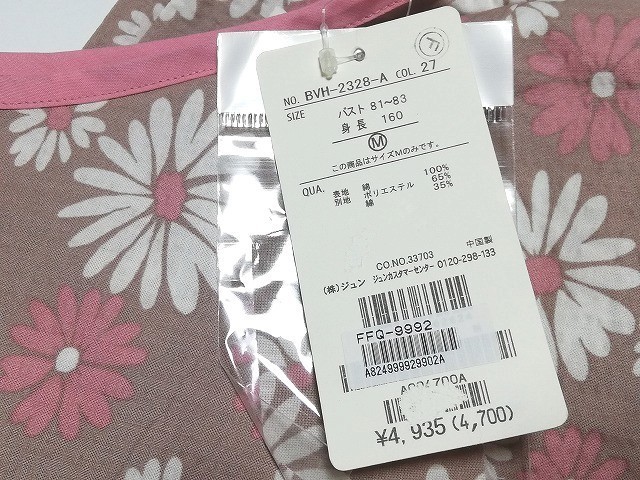 NO. BVH-2328-A COL. 27
SIZE バスト 81~83
身長 160
M
この商品はサイズMのみです。
QUA. 表地 綿 100%
別地 ポリエステル 65%
綿 35%
CO.NO.33703 中国製
(株)ジュン ジュンカスタマーセンター 0120-298-133
FFQ-9992
A824999929902A
¥4,935 (4,700)